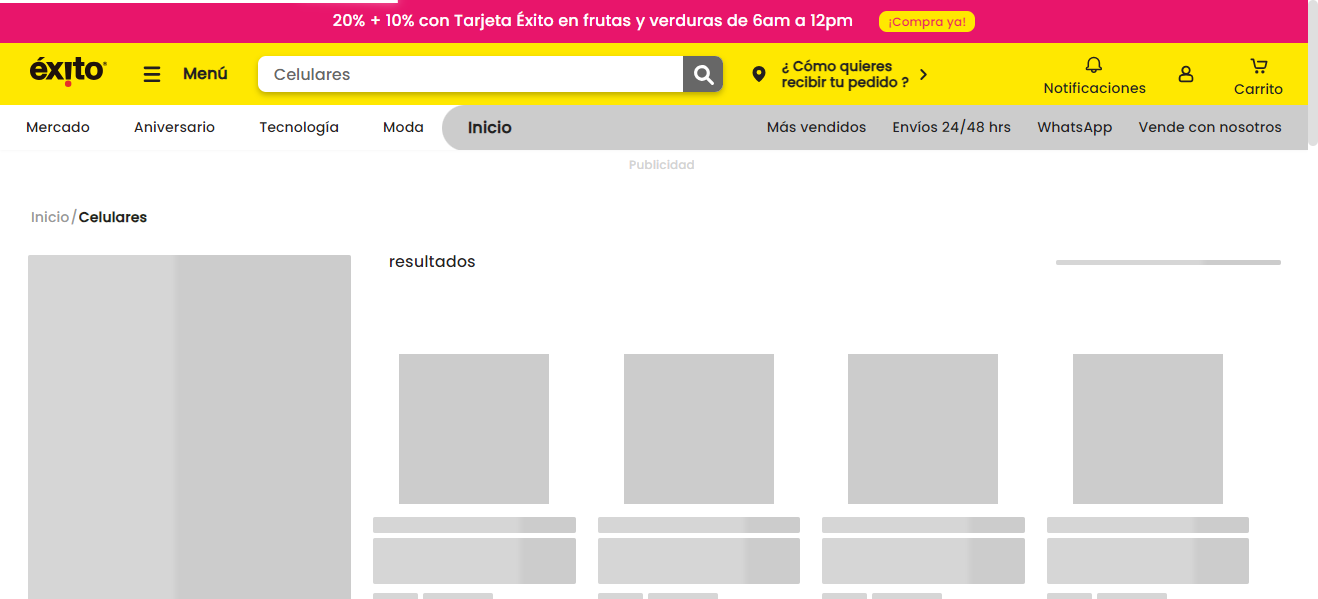 20% + 10% con Tarjeta Éxito en frutas y verduras de 6am a 12pm
¡Compra ya!
éxito
Menú
Celulares
¿ Cómo quieres
recibir tu pedido ?
Notificaciones
Carrito
Mercado
Aniversario
Tecnología
Moda
Inicio
Más vendidos
Envíos 24/48 hrs
WhatsApp
Vende con nosotros
Publicidad
Inicio/Celulares
resultados